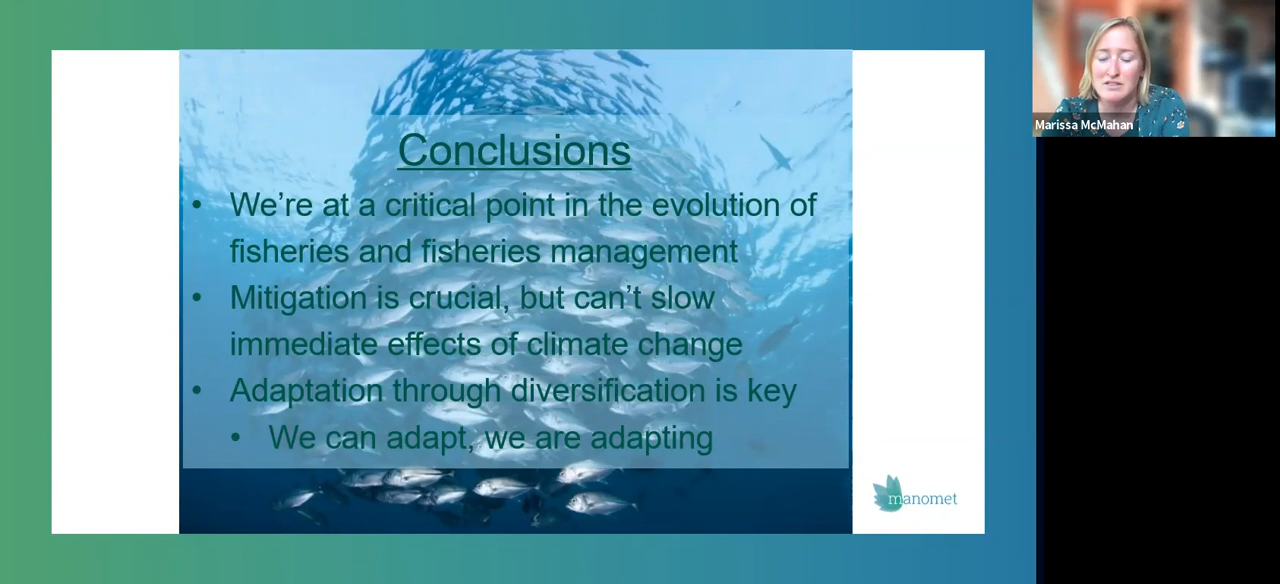 Conclusions
• We’re at a critical point in the evolution of
fisheries and fisheries management
• Mitigation is crucial, but can’t slow
immediate effects of climate change
• Adaptation through diversification is key
• We can adapt, we are adapting
manomet
Marissa McMahan